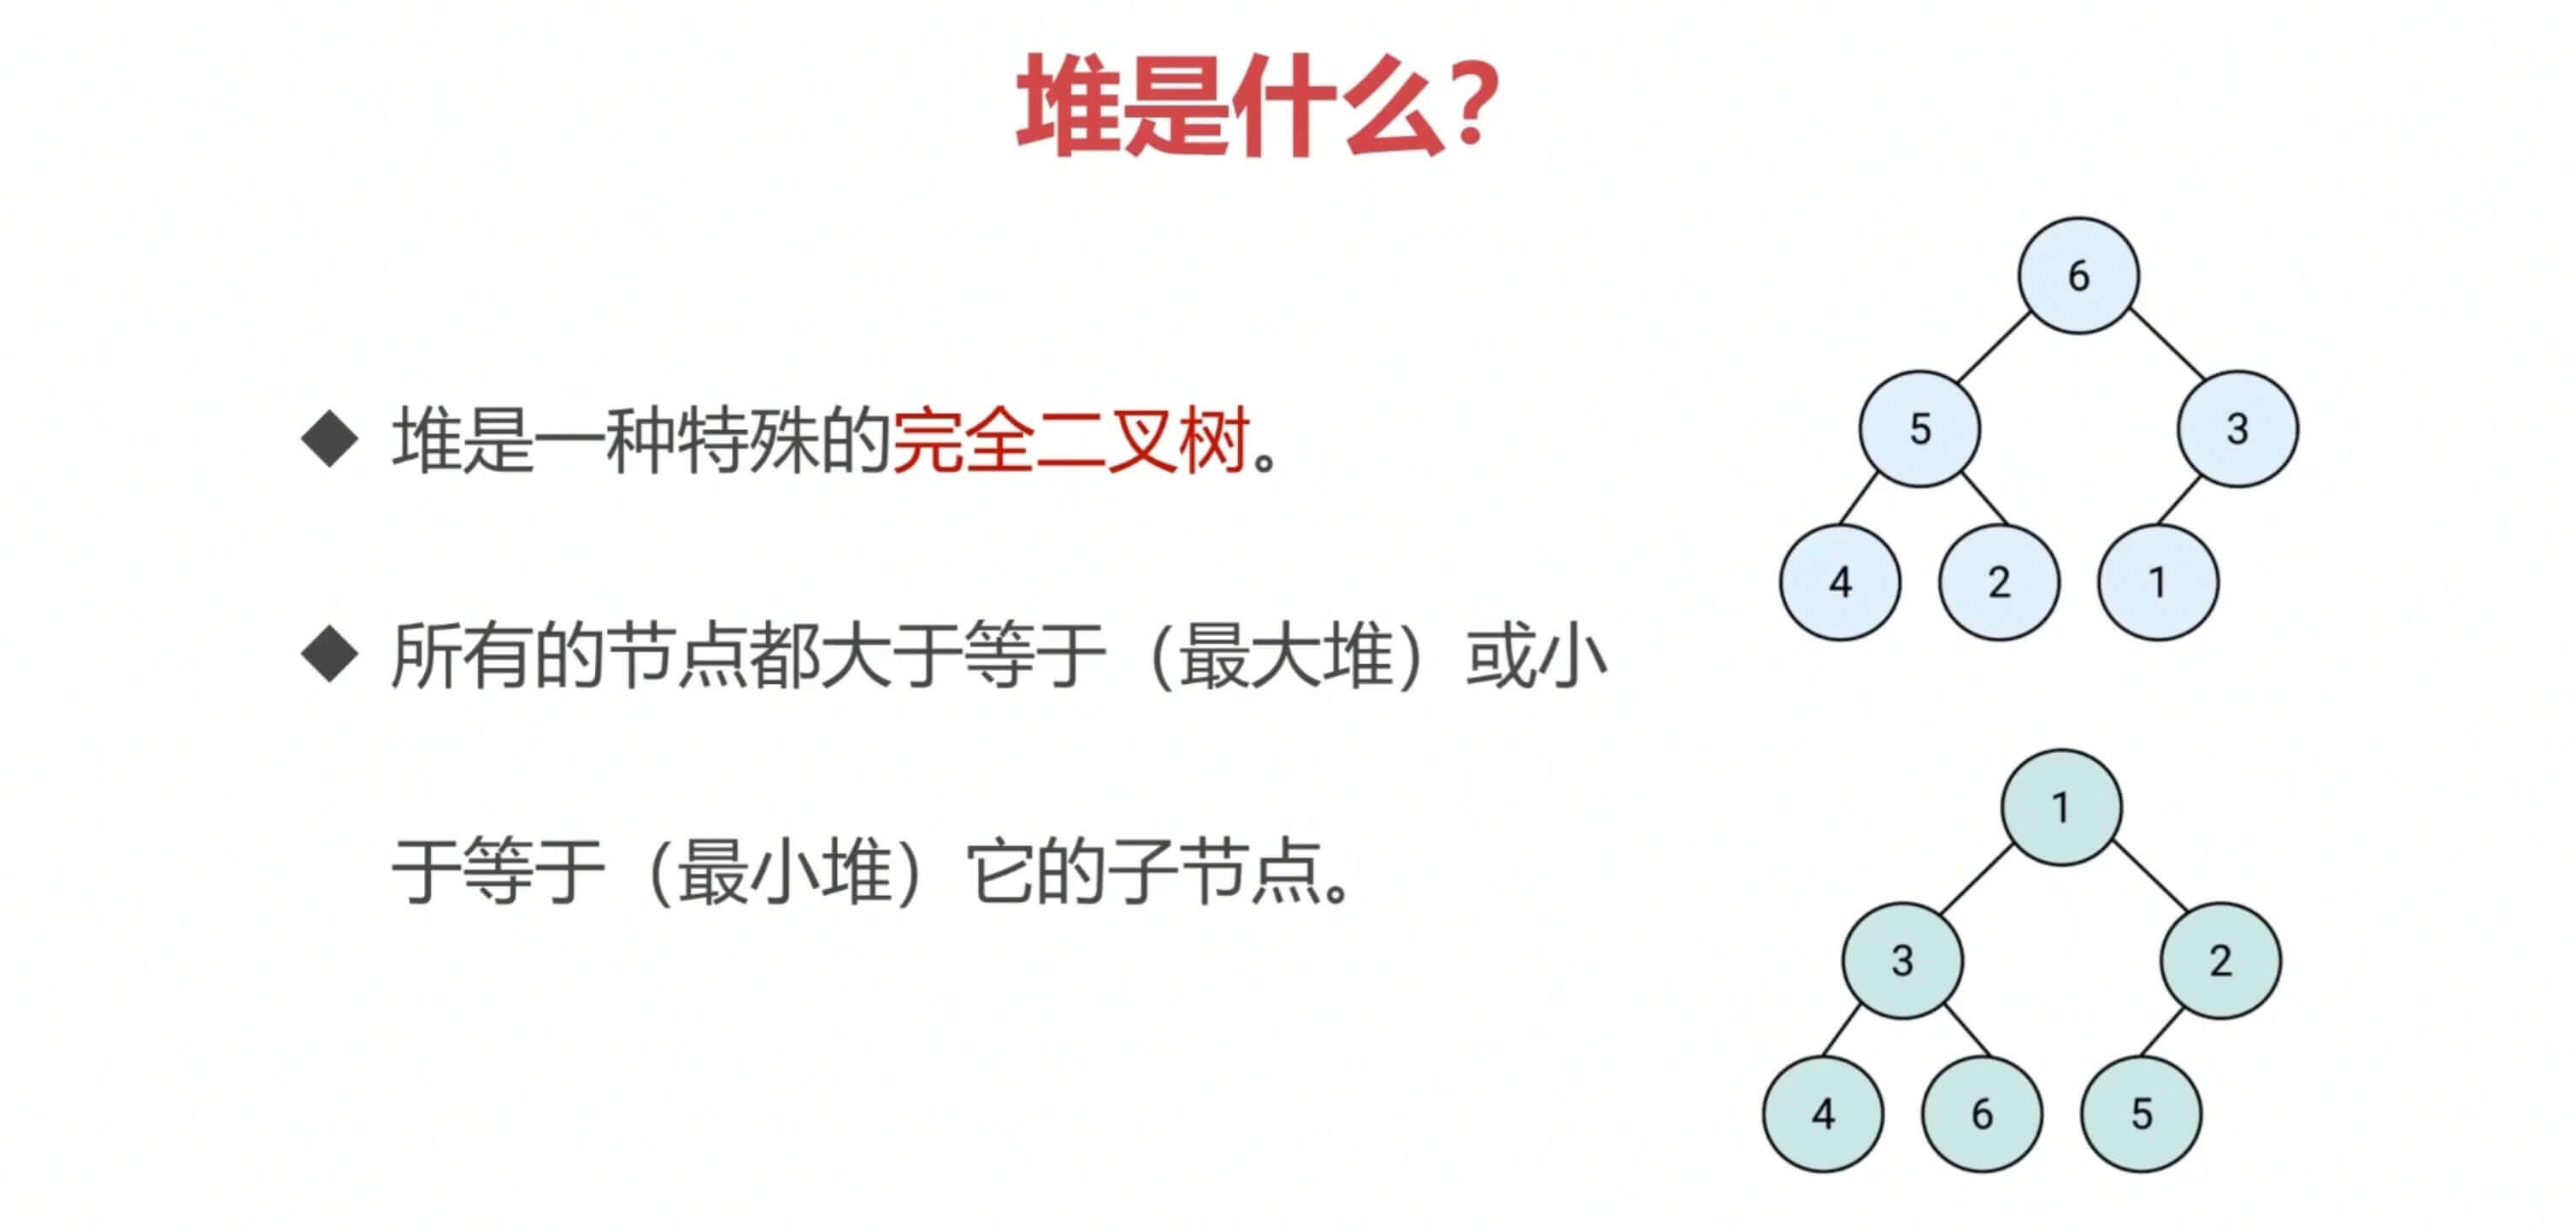 堆是什么?
◆ 堆是一种特殊的完全二叉树。
◆ 所有的节点都大于等于（最大堆）或小
于等于（最小堆）它的子节点。
6
5 3
4 2 1
1
3 2
4 6 5